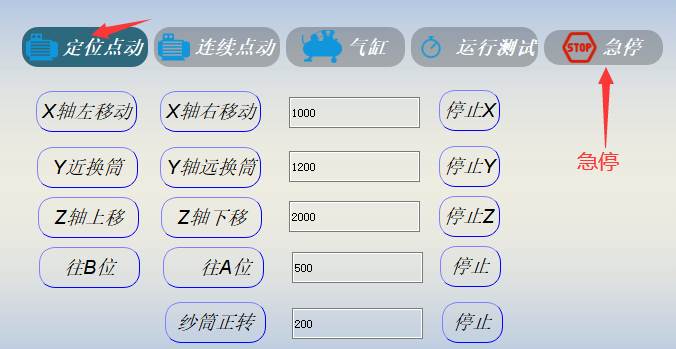 定位点动 连续点动 气缸 运行测试 急停
X轴左移动 X轴右移动 1000 停止X
急停
Y近换筒 Y轴远换筒 1200 停止Y
Z轴上移 Z轴下移 2000 停止Z
往B位 往A位 500 停止
纱筒正转 200 停止